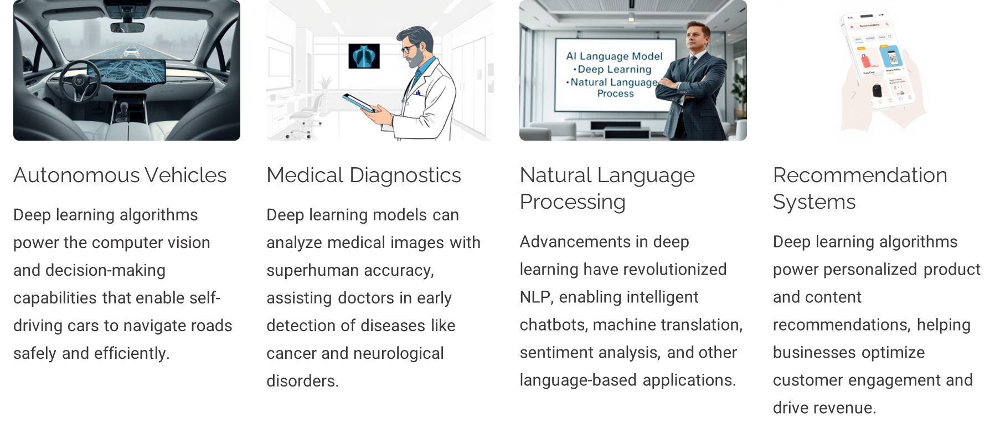 AI Language Model
•Deep Learning
•Natural Language
Process
Recommendations
Autonomous Vehicles
Deep learning algorithms
power the computer vision
and decision-making
capabilities that enable self-
driving cars to navigate roads
safely and efficiently.
Medical Diagnostics
Deep learning models can
analyze medical images with
superhuman accuracy,
assisting doctors in early
detection of diseases like
cancer and neurological
disorders.
Natural Language
Processing
Advancements in deep
learning have revolutionized
NLP, enabling intelligent
chatbots, machine translation,
sentiment analysis, and other
language-based applications.
Recommendation
Systems
Deep learning algorithms
power personalized product
and content
recommendations, helping
businesses optimize
customer engagement and
drive revenue.